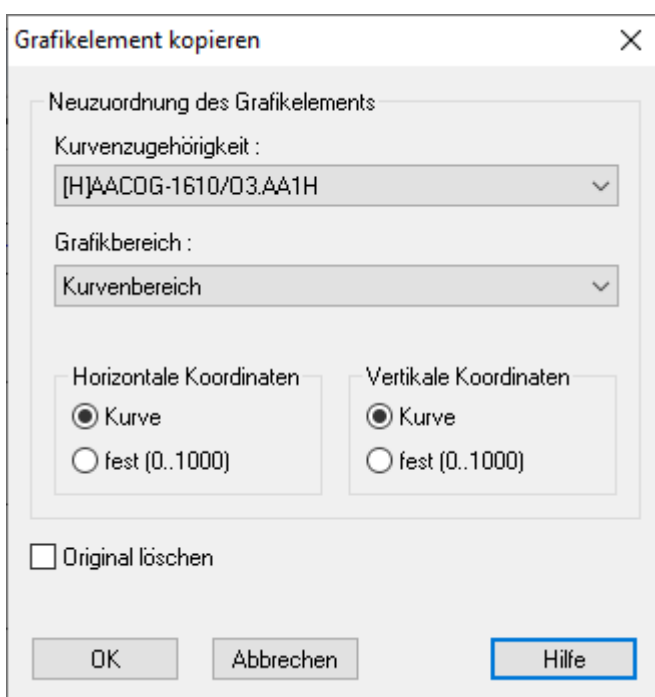 Grafikelement kopieren
Neuzuordnung des Grafikelements
Kurvenzugehörigkeit :
[H]AACOG-1610/O3.AA1H
Grafikbereich :
Kurvenbereich
Horizontale Koordinaten
Kurve
fest (0..1000)
Vertikale Koordinaten
Kurve
fest (0..1000)
Original löschen
OK
Abbrechen
Hilfe